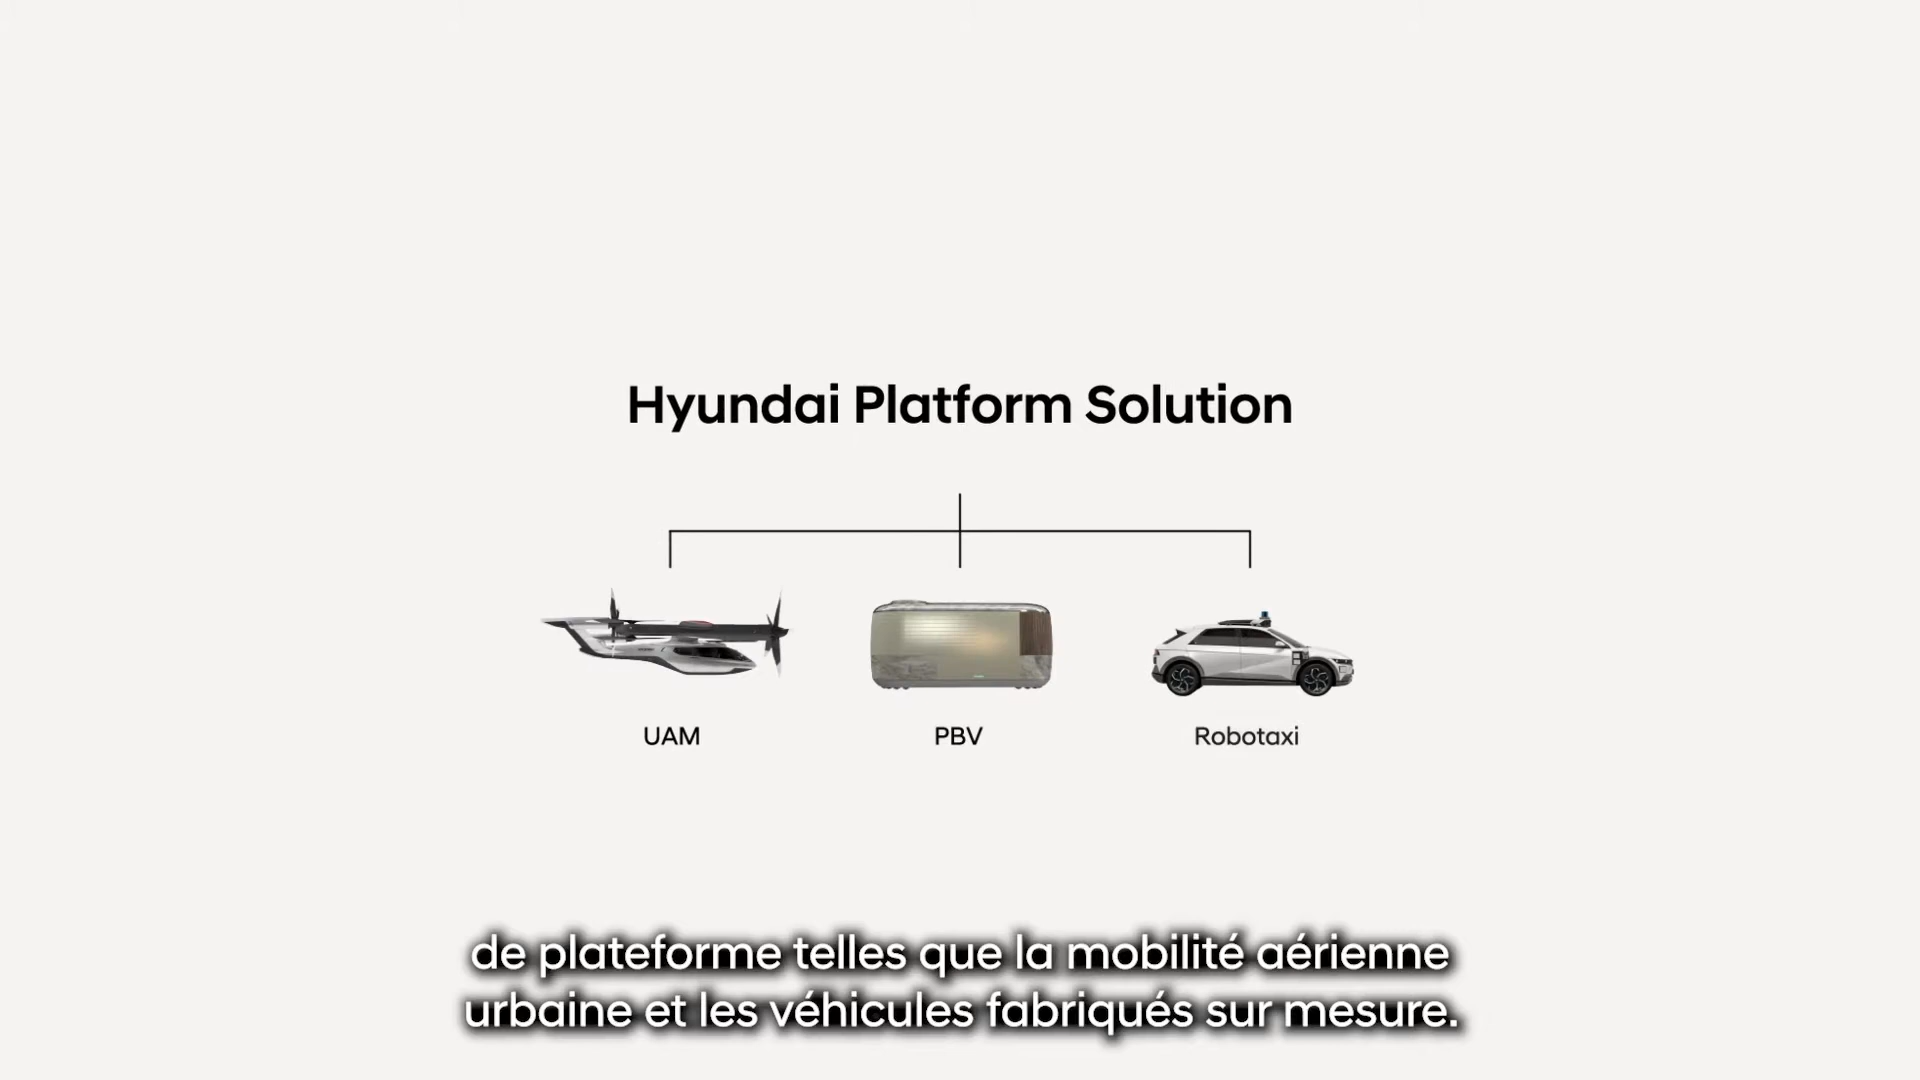 Hyundai Platform Solution
UAM
PBV
Robotaxi
de plateforme telles que la mobilité aérienne
urbaine et les véhicules fabriqués sur mesure.